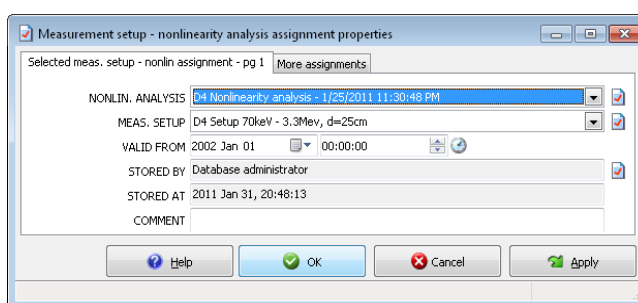 Measurement setup - nonlinearity analysis assignment properties
Selected meas. setup - nonlin assignment - pg 1 More assignments
NONLIN. ANALYSIS D4 Nonlinearity analysis - 1/25/2011 11:30:48 PM
MEAS. SETUP D4 Setup 70keV - 3.3Mev, d=25cm
VALID FROM 2002 Jan 01 00:00:00
STORED BY Database administrator
STORED AT 2011 Jan 31, 20:48:13
COMMENT
Help OK Cancel Apply